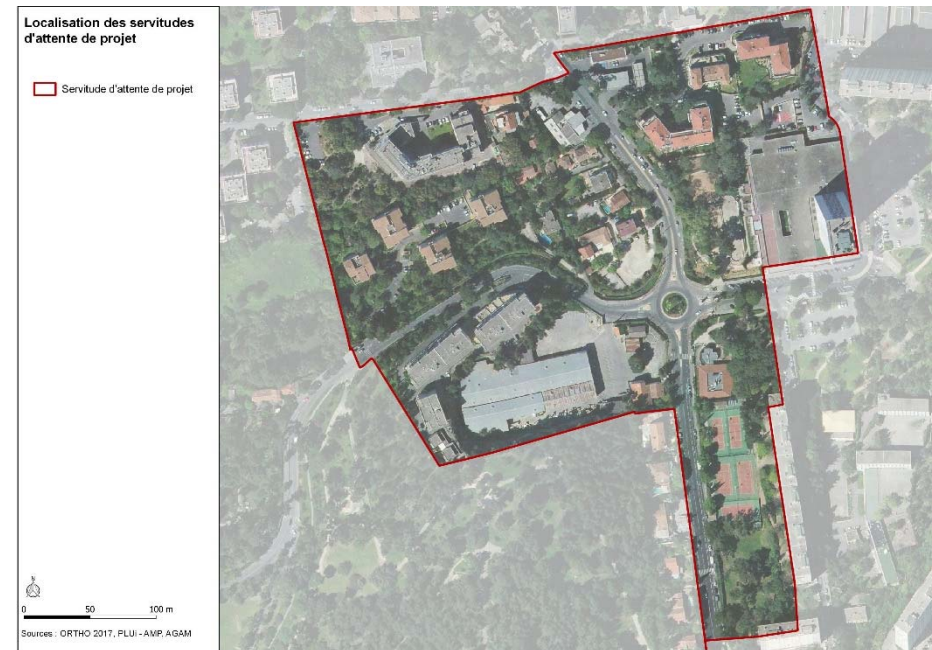 Localisation des servitudes
d'attente de projet
Servitude d'attente de projet
N
0 50 100 m
Sources : ORTHO 2017, PLUi - AMP, AGAM